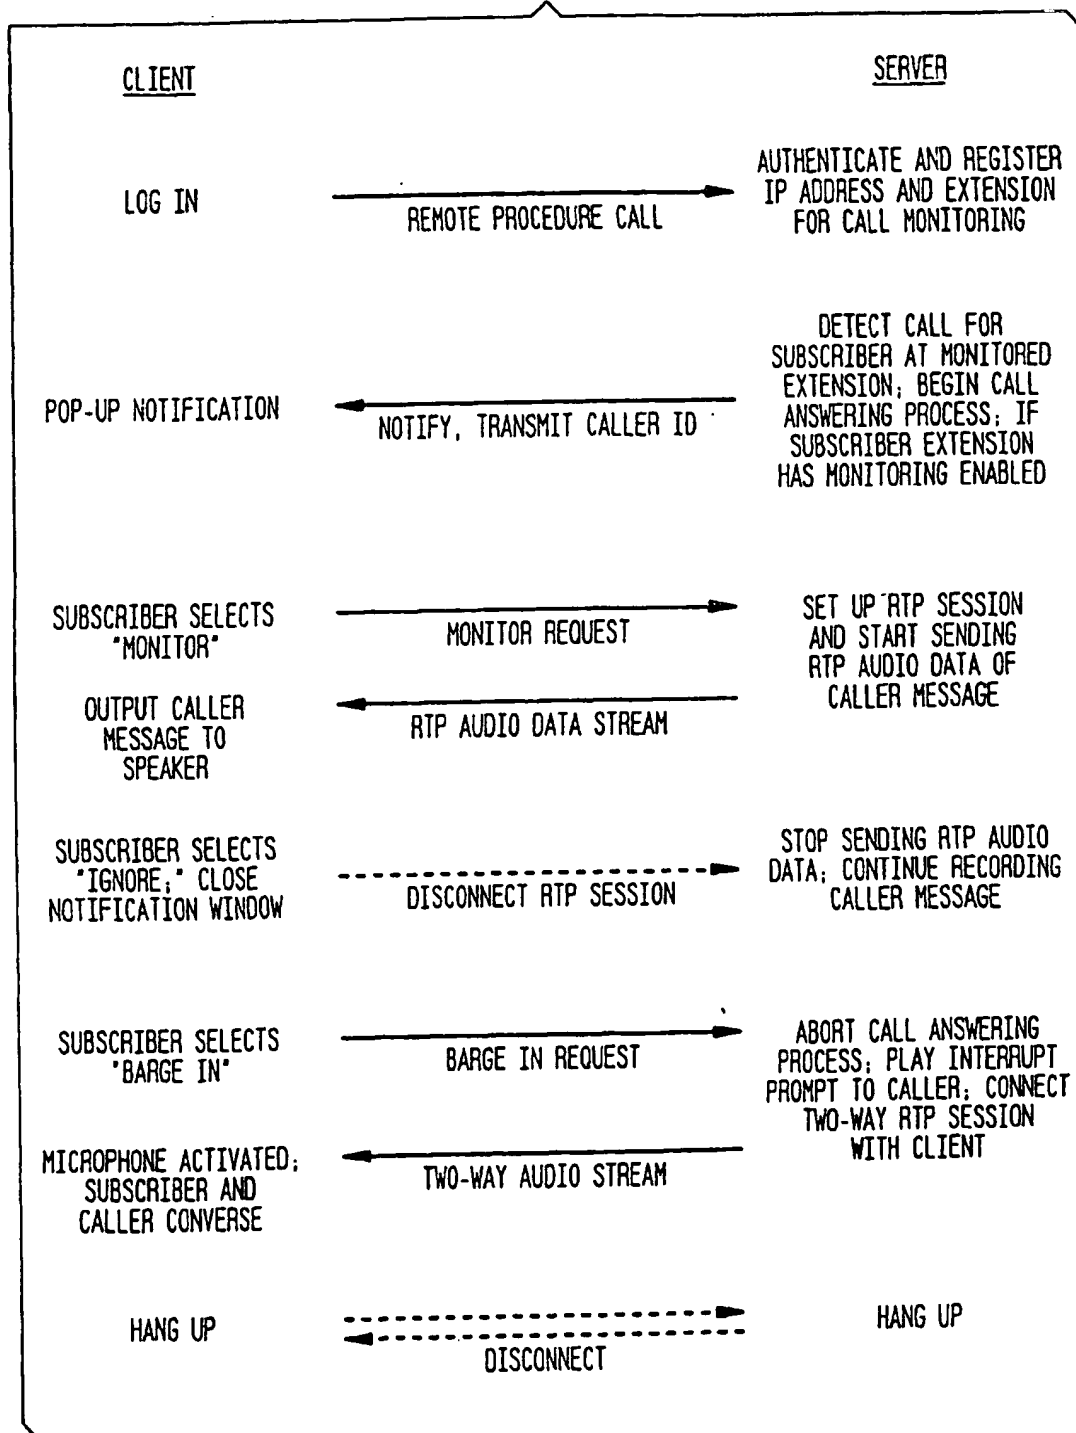 CLIENT
SERVER
LOG IN
REMOTE PROCEDURE CALL
AUTHENTICATE AND REGISTER
IP ADDRESS AND EXTENSION
FOR CALL MONITORING
POP-UP NOTIFICATION
NOTIFY, TRANSMIT CALLER ID
DETECT CALL FOR
SUBSCRIBER AT MONITORED
EXTENSION; BEGIN CALL
ANSWERING PROCESS; IF
SUBSCRIBER EXTENSION
HAS MONITORING ENABLED
SUBSCRIBER SELECTS
"MONITOR"
MONITOR REQUEST
SET UP RTP SESSION
AND START SENDING
RTP AUDIO DATA OF
CALLER MESSAGE
OUTPUT CALLER
MESSAGE TO
SPEAKER
RTP AUDIO DATA STREAM
SUBSCRIBER SELECTS
"IGNORE;" CLOSE
NOTIFICATION WINDOW
DISCONNECT RTP SESSION
STOP SENDING RTP AUDIO
DATA; CONTINUE RECORDING
CALLER MESSAGE
SUBSCRIBER SELECTS
"BARGE IN"
BARGE IN REQUEST
ABORT CALL ANSWERING
PROCESS; PLAY INTERRUPT
PROMPT TO CALLER; CONNECT
TWO-WAY RTP SESSION
WITH CLIENT
MICROPHONE ACTIVATED;
SUBSCRIBER AND
CALLER CONVERSE
TWO-WAY AUDIO STREAM
HANG UP
DISCONNECT
HANG UP